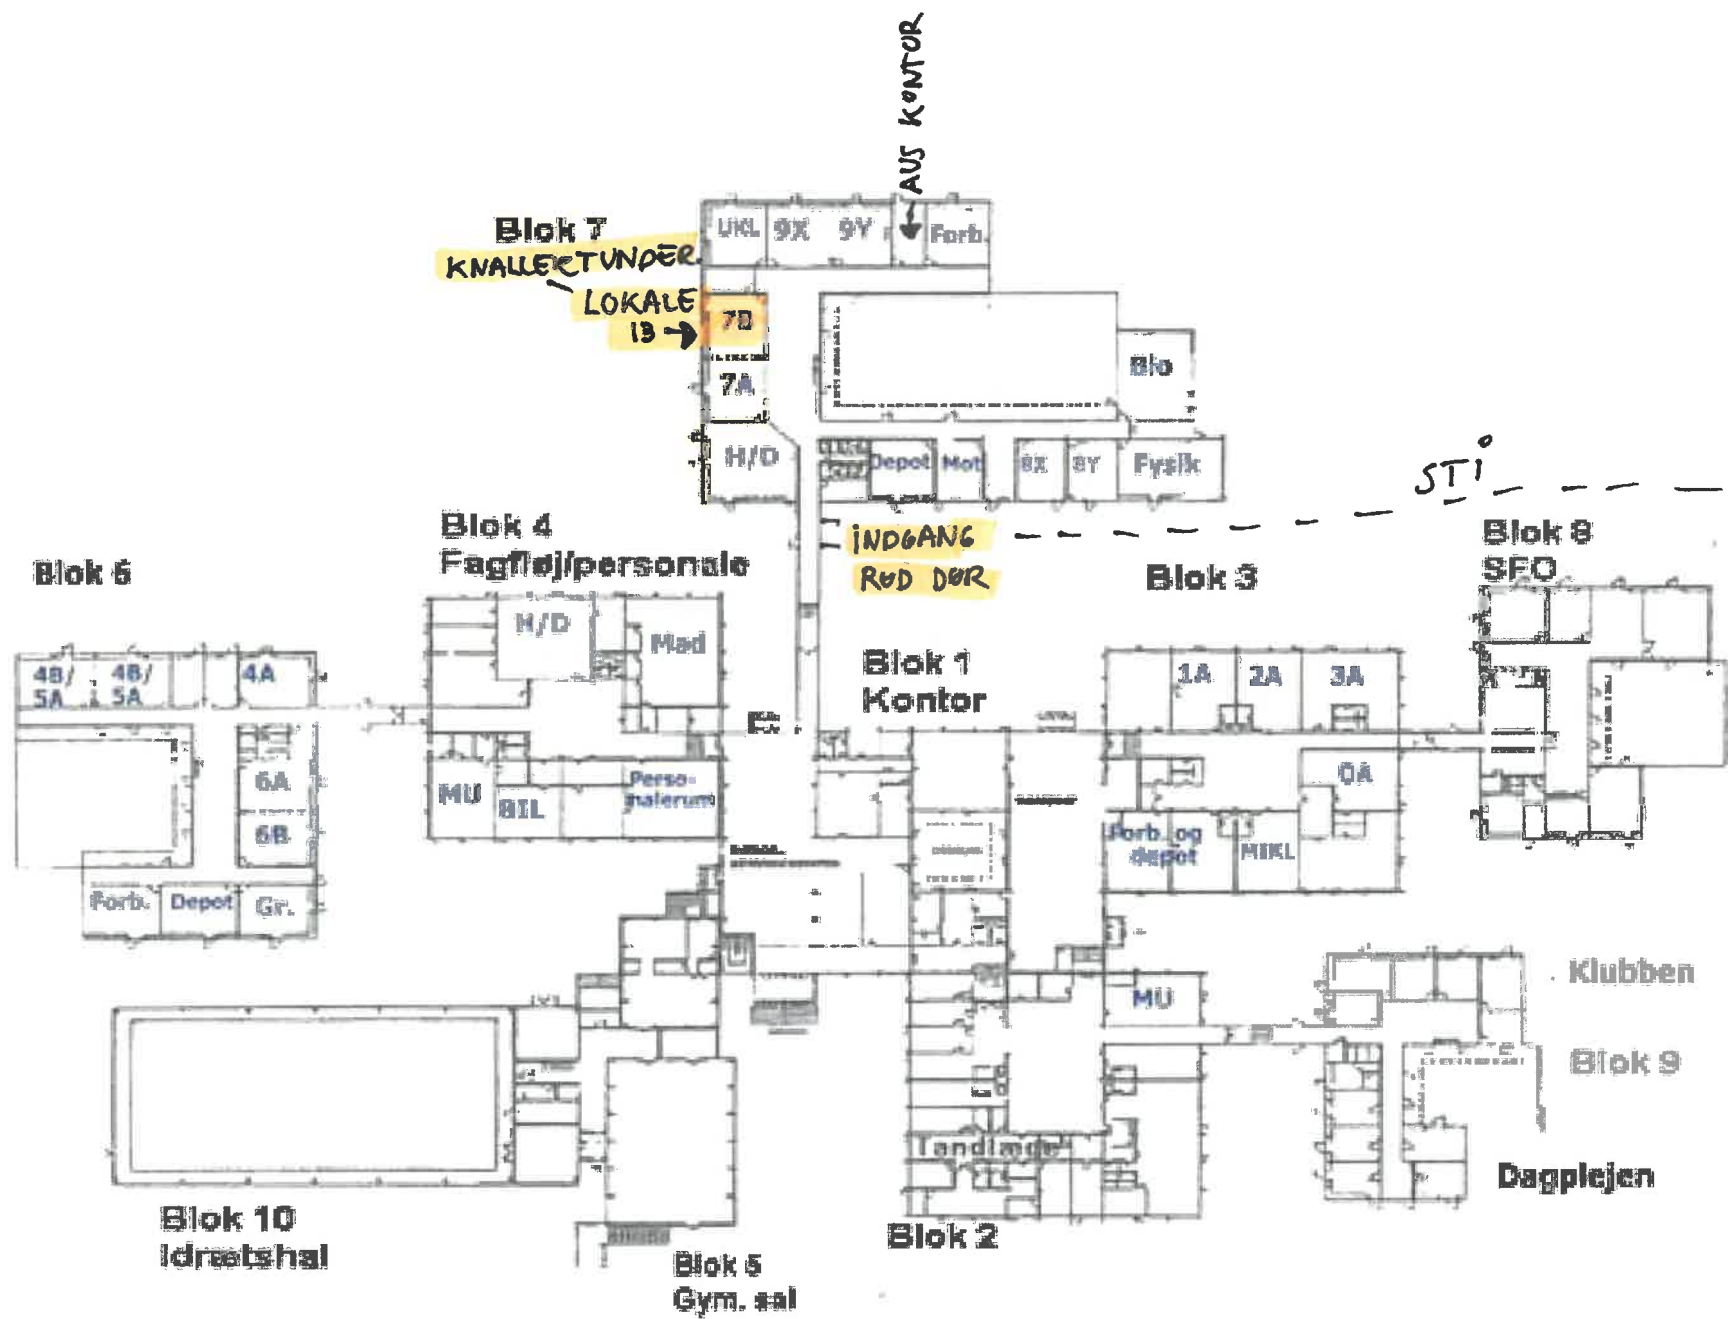 AUS KONTOR
Blok 7
UKL 9X 9Y Forb.
KNALLERTUNDER.
LOKALE
13
7B
7A
Bio
H/D
Depot Mot 8X 8Y Fysik
STI
INDGANG
RØD DØR
Blok 4
Fagfløj/personale
Blok 6
Blok 3
Blok 8
SFO
H/D
Mad
4B/
5A
4B/
5A
4A
Blok 1
Kontor
1A 2A 3A
6A
6B
MU
BIL
Perso-
nalerum
0A
Forb. og
depot
MIKL
Forb. Depot Gr.
MU
Klubben
Blok 9
Tandlæge
Dagplejen
Blok 10
Idrætshal
Blok 2
Blok 5
Gym. sal